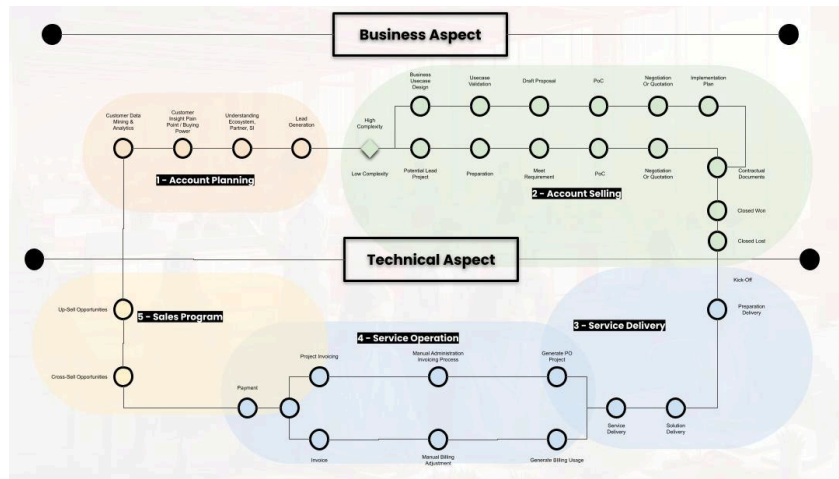 Business Aspect
Business
Usecase
Design
Usecase
Validation
Draft Proposal
PoC
Negotiation
Or Quotation
Implementation
Plan
Customer Data
Mining &
Analytics
Customer
Insight Pain
Point / Buying
Power
Understanding
Ecosystem,
Partner, SI
Lead
Generation
High
Complexity
Low Complexity
Potential Lead
Project
Preparation
Meet
Requirement
PoC
Negotiation
Or Quotation
Contractual
Documents
1 - Account Planning
2 - Account Selling
Closed Won
Closed Lost
Technical Aspect
Kick-Off
Preparation
Delivery
Up-Sell Opportunities
5 - Sales Program
4 - Service Operation
3 - Service Delivery
Project Invoicing
Manual Administration
Invoicing Process
Generate PO
Project
Cross-Sell Opportunities
Payment
Service
Delivery
Solution
Delivery
Invoice
Manual Billing
Adjustment
Generate Billing Usage